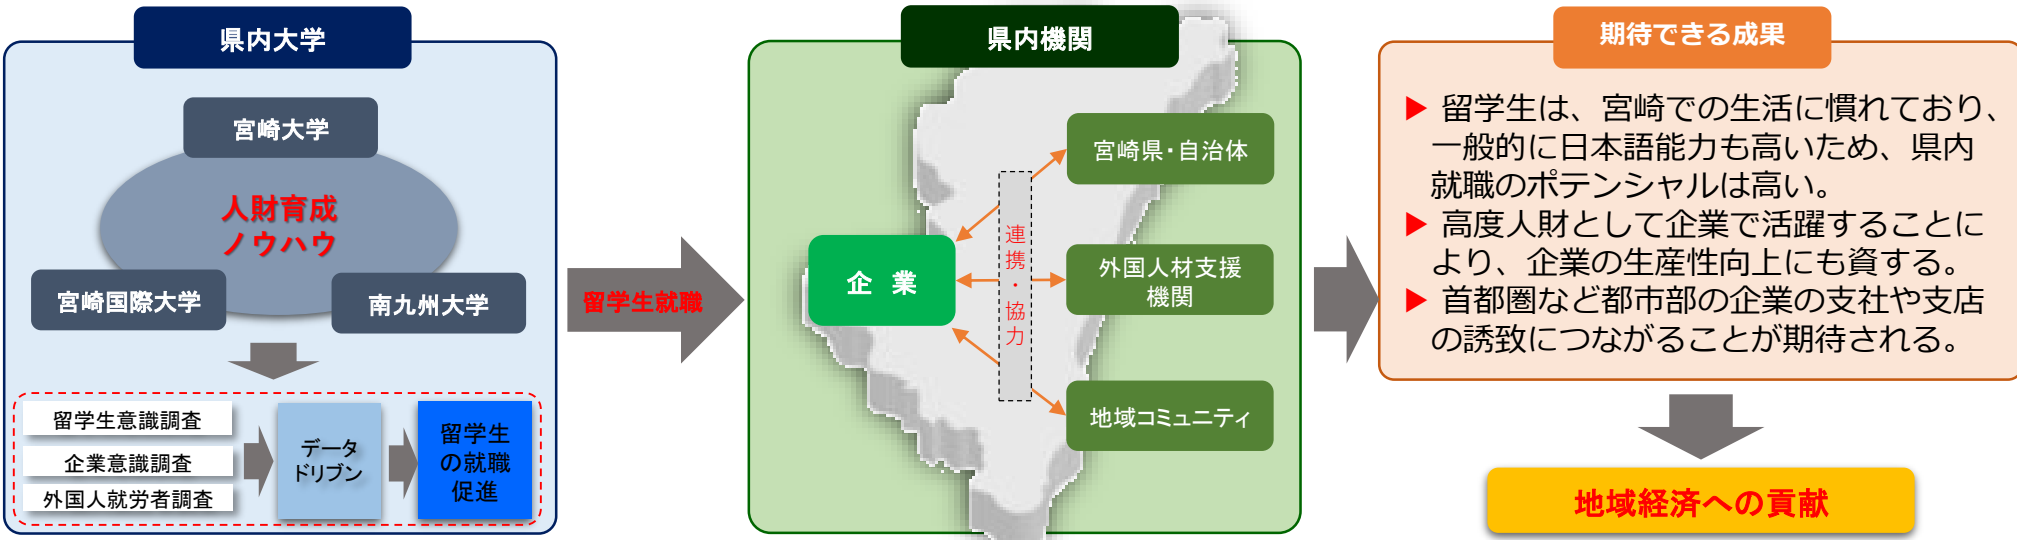 県内大学
宮崎大学
人財育成
ノウハウ
宮崎国際大学
南九州大学
留学生意識調査
企業意識調査
外国人就労者調査
データ
ドリブン
留学生
の就職
促進
留学生就職
県内機関
企 業
連携・協力
宮崎県・自治体
外国人材支援
機関
地域コミュニティ
期待できる成果
▶ 留学生は、宮崎での生活に慣れており、
一般的に日本語能力も高いため、県内
就職のポテンシャルは高い。
▶ 高度人財として企業で活躍することに
より、企業の生産性向上にも資する。
▶ 首都圏など都市部の企業の支社や支店
の誘致につながることが期待される。
地域経済への貢献